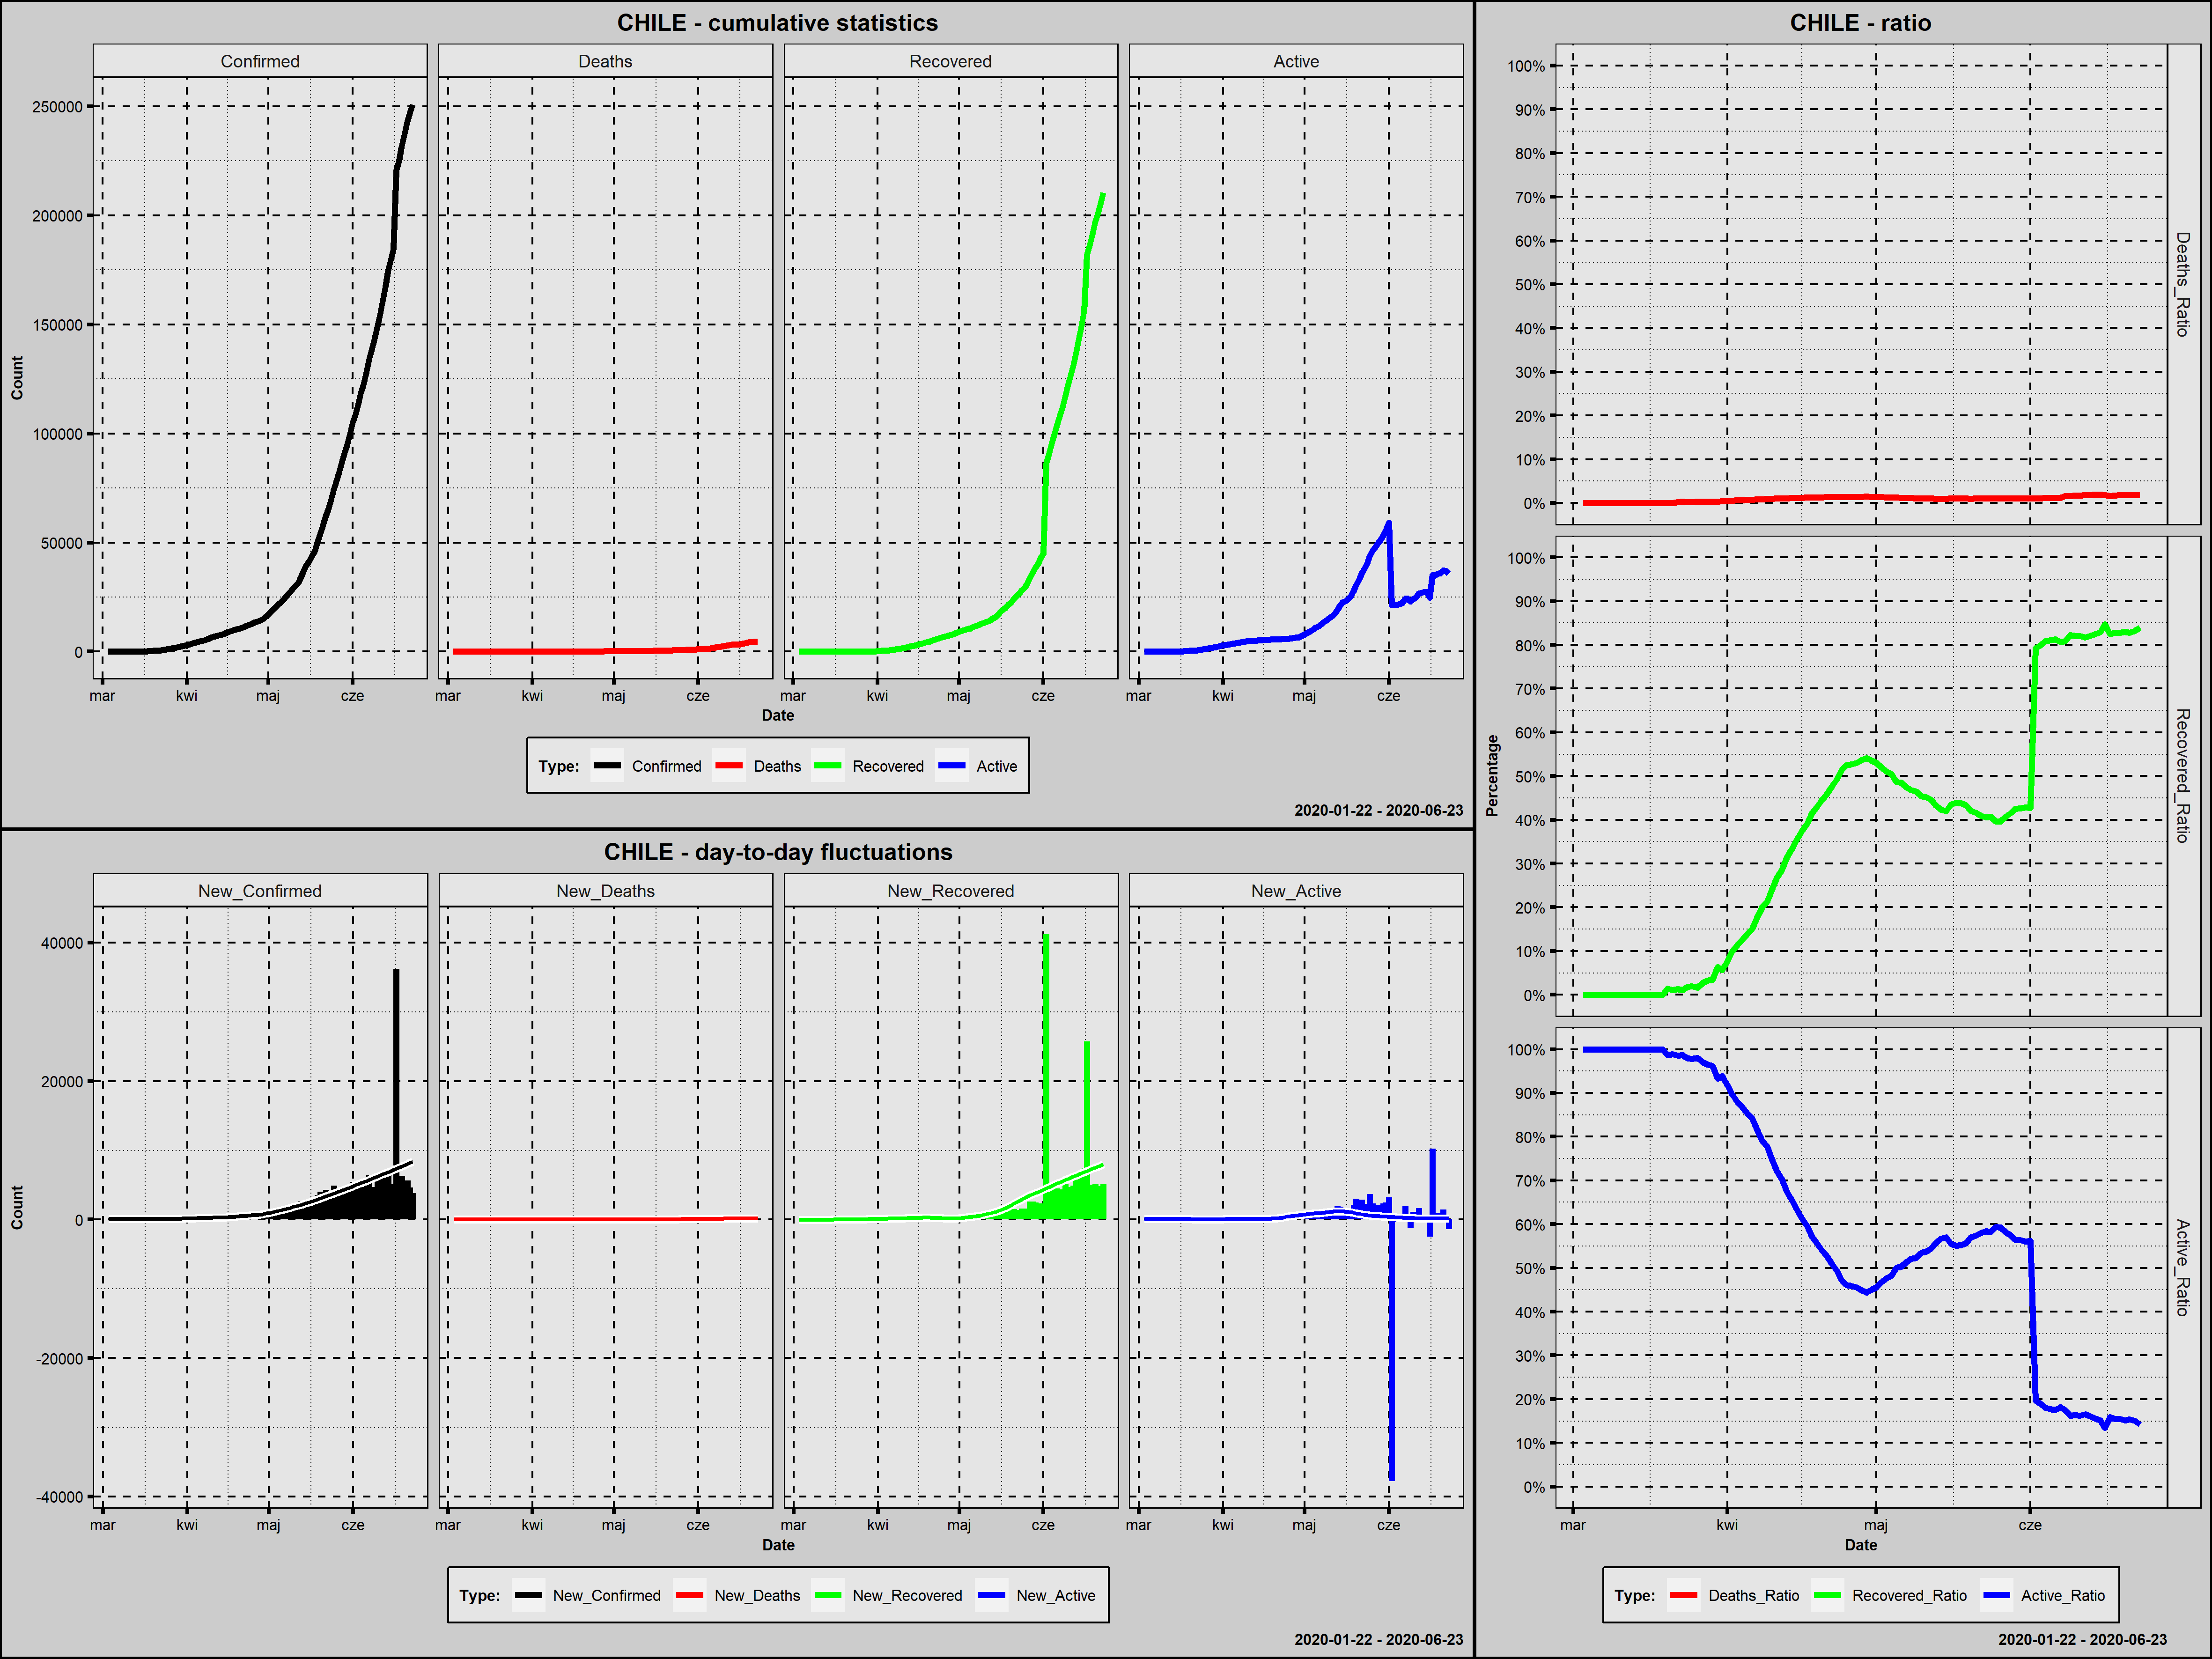 CHILE - cumulative statistics
Confirmed Deaths Recovered Active
Count
250000
200000
150000
100000
50000
0
mar kwi maj cze mar kwi maj cze mar kwi maj cze mar kwi maj cze
Date
Type: Confirmed Deaths Recovered Active
2020-01-22 - 2020-06-23
CHILE - day-to-day fluctuations
New_Confirmed New_Deaths New_Recovered New_Active
Count
40000
20000
0
-20000
-40000
mar kwi maj cze mar kwi maj cze mar kwi maj cze mar kwi maj cze
Date
Type: New_Confirmed New_Deaths New_Recovered New_Active
2020-01-22 - 2020-06-23
CHILE - ratio
Percentage
100%
90%
80%
70%
60%
50%
40%
30%
20%
10%
0%
Deaths_Ratio
100%
90%
80%
70%
60%
50%
40%
30%
20%
10%
0%
Recovered_Ratio
100%
90%
80%
70%
60%
50%
40%
30%
20%
10%
0%
Active_Ratio
mar kwi maj cze
Date
Type: Deaths_Ratio Recovered_Ratio Active_Ratio
2020-01-22 - 2020-06-23